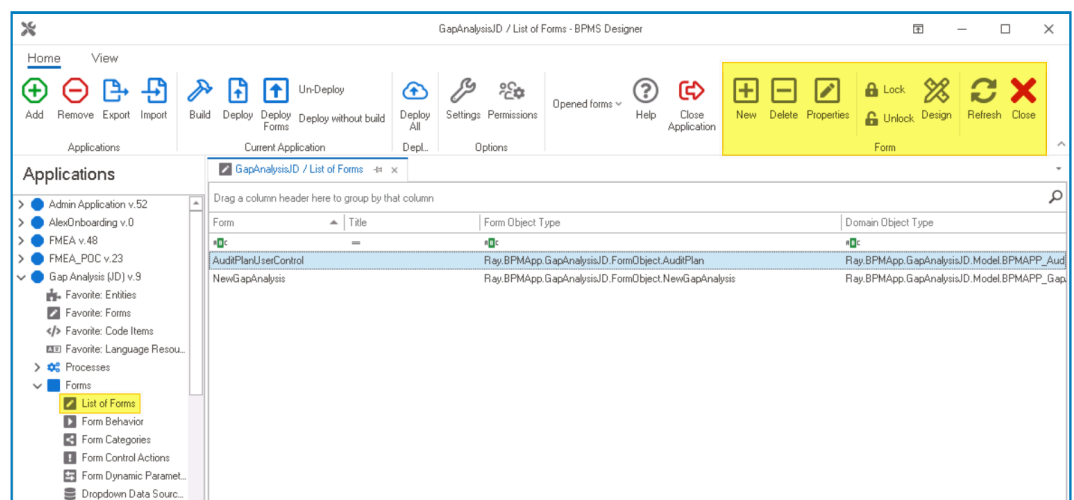 GapAnalysisJD / List of Forms - BPMS Designer
Home View
Add Remove Export Import
Applications
Build Deploy Deploy Forms Un-Deploy Deploy without build
Current Application
Deploy All
Depl...
Settings Permissions
Options
Opened forms
Help Close Application
New Delete Properties Lock Unlock Design Refresh Close
Form
Applications
GapAnalysisJD / List of Forms
Drag a column header here to group by that column
Form Title Form Object Type Domain Object Type
ABC = ABC ABC
AuditPlanUserControl Ray.BPMApp.GapAnalysisJD.FormObject.AuditPlan Ray.BPMApp.GapAnalysisJD.Model.BPMAPP_Aud
NewGapAnalysis Ray.BPMApp.GapAnalysisJD.FormObject.NewGapAnalysis Ray.BPMApp.GapAnalysisJD.Model.BPMAPP_Gap
Admin Application v.52
AlexOnboarding v.0
FMEA v.48
FMEA_POC v.23
Gap Analysis (JD) v.9
Favorite: Entities
Favorite: Forms
Favorite: Code Items
Favorite: Language Resou...
Processes
Forms
List of Forms
Form Behavior
Form Categories
Form Control Actions
Form Dynamic Paramet...
Dropdown Data Sourc...